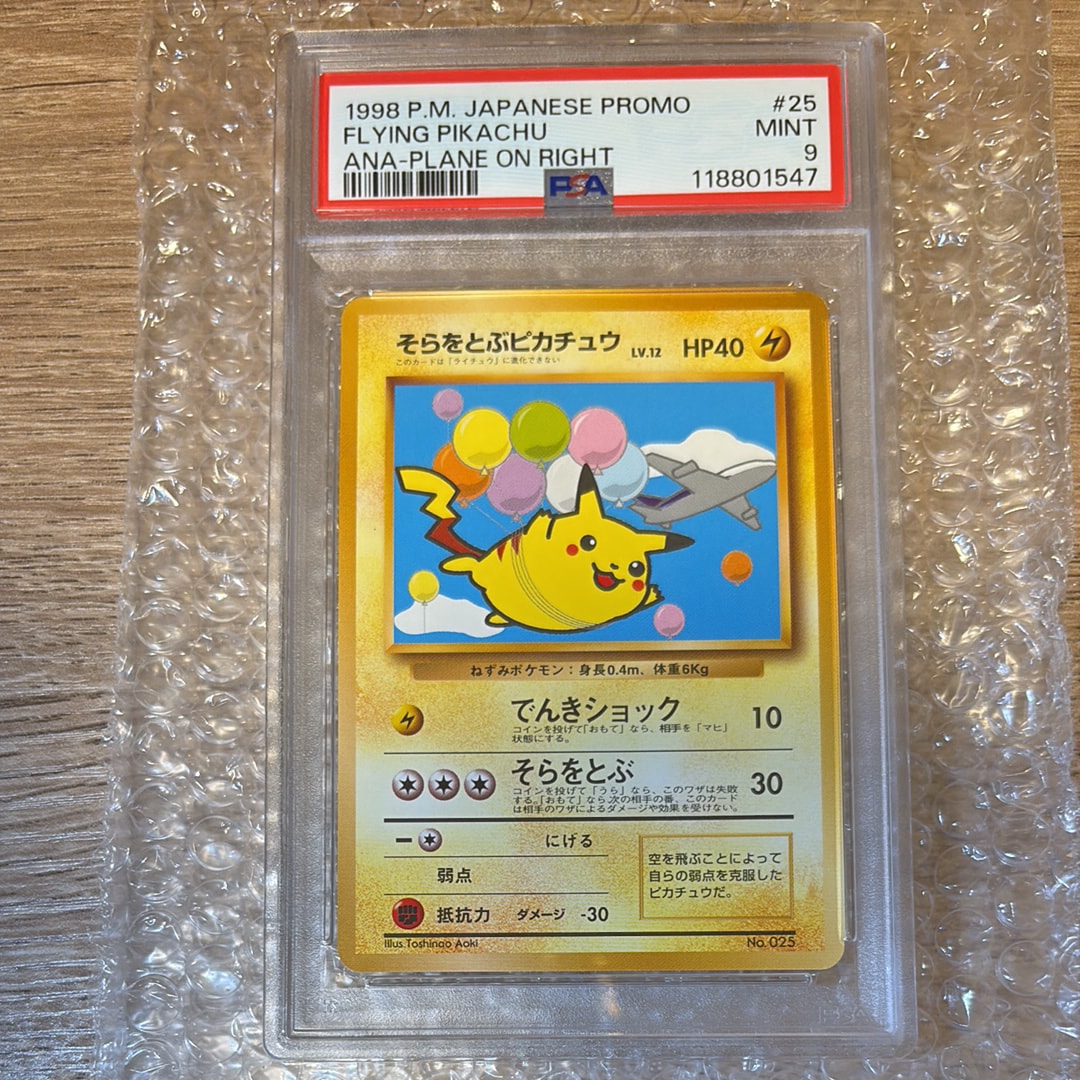 1998 P.M. JAPANESE PROMO #25
FLYING PIKACHU MINT
ANA-PLANE ON RIGHT 9
PSA 118801547
そらをとぶピカチュウ LV.12 HP40
このカードは「ライチュウ」に進化できない
ねずみポケモン：身長0.4m、体重6Kg
でんきショック 10
コインを投げて「おもて」なら、相手を「マヒ」
状態にする。
そらをとぶ 30
コインを投げて「うら」なら、このワザは失敗
する。「おもて」なら次の相手の番、このカード
は相手のワザによるダメージや効果を受けない。
にげる
弱点
抵抗力 ダメージ -30
空を飛ぶことによって
自らの弱点を克服した
ピカチュウだ。
Illus. Toshinao Aoki No. 025